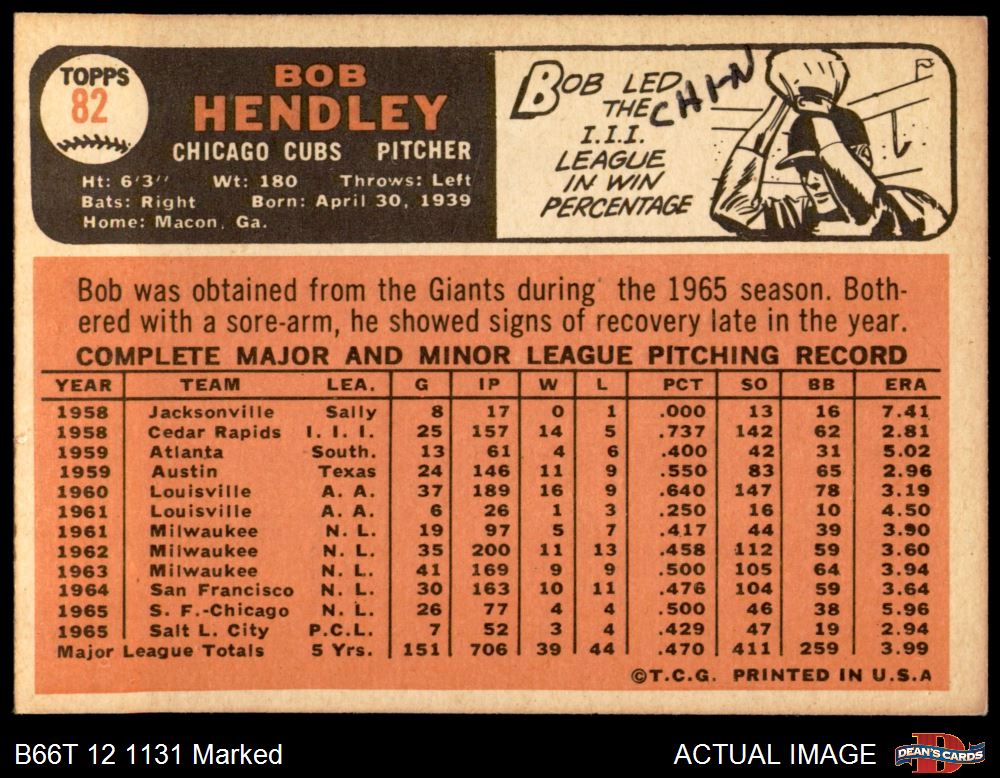 TOPPS
82
BOB
HENDLEY
CHICAGO CUBS PITCHER
Ht: 6'3" Wt: 180 Throws: Left
Bats: Right Born: April 30, 1939
Home: Macon, Ga.
BOB LED
THE
I.I.I.
LEAGUE
IN WIN
PERCENTAGE
CHI-N
Bob was obtained from the Giants during the 1965 season. Both-
ered with a sore-arm, he showed signs of recovery late in the year.
COMPLETE MAJOR AND MINOR LEAGUE PITCHING RECORD
YEAR TEAM LEA. G IP W L PCT SO BB ERA
1958 Jacksonville Sally 8 17 0 1 .000 13 16 7.41
1958 Cedar Rapids I. I. I. 25 157 14 5 .737 142 62 2.81
1959 Atlanta South. 13 61 4 6 .400 42 31 5.02
1959 Austin Texas 24 146 11 9 .550 83 65 2.96
1960 Louisville A. A. 37 189 16 9 .640 147 78 3.19
1961 Louisville A. A. 6 26 1 3 .250 16 10 4.50
1961 Milwaukee N. L. 19 97 5 7 .417 44 39 3.90
1962 Milwaukee N. L. 35 200 11 13 .458 112 59 3.60
1963 Milwaukee N. L. 41 169 9 9 .500 105 64 3.94
1964 San Francisco N. L. 30 163 10 11 .476 104 59 3.64
1965 S. F.-Chicago N. L. 26 77 4 4 .500 46 38 5.96
1965 Salt L. City P.C.L. 7 52 3 4 .429 47 19 2.94
Major League Totals 5 Yrs. 151 706 39 44 .470 411 259 3.99
©T.C.G. PRINTED IN U.S.A
B66T 12 1131 Marked
ACTUAL IMAGE
DEAN'S CARDS